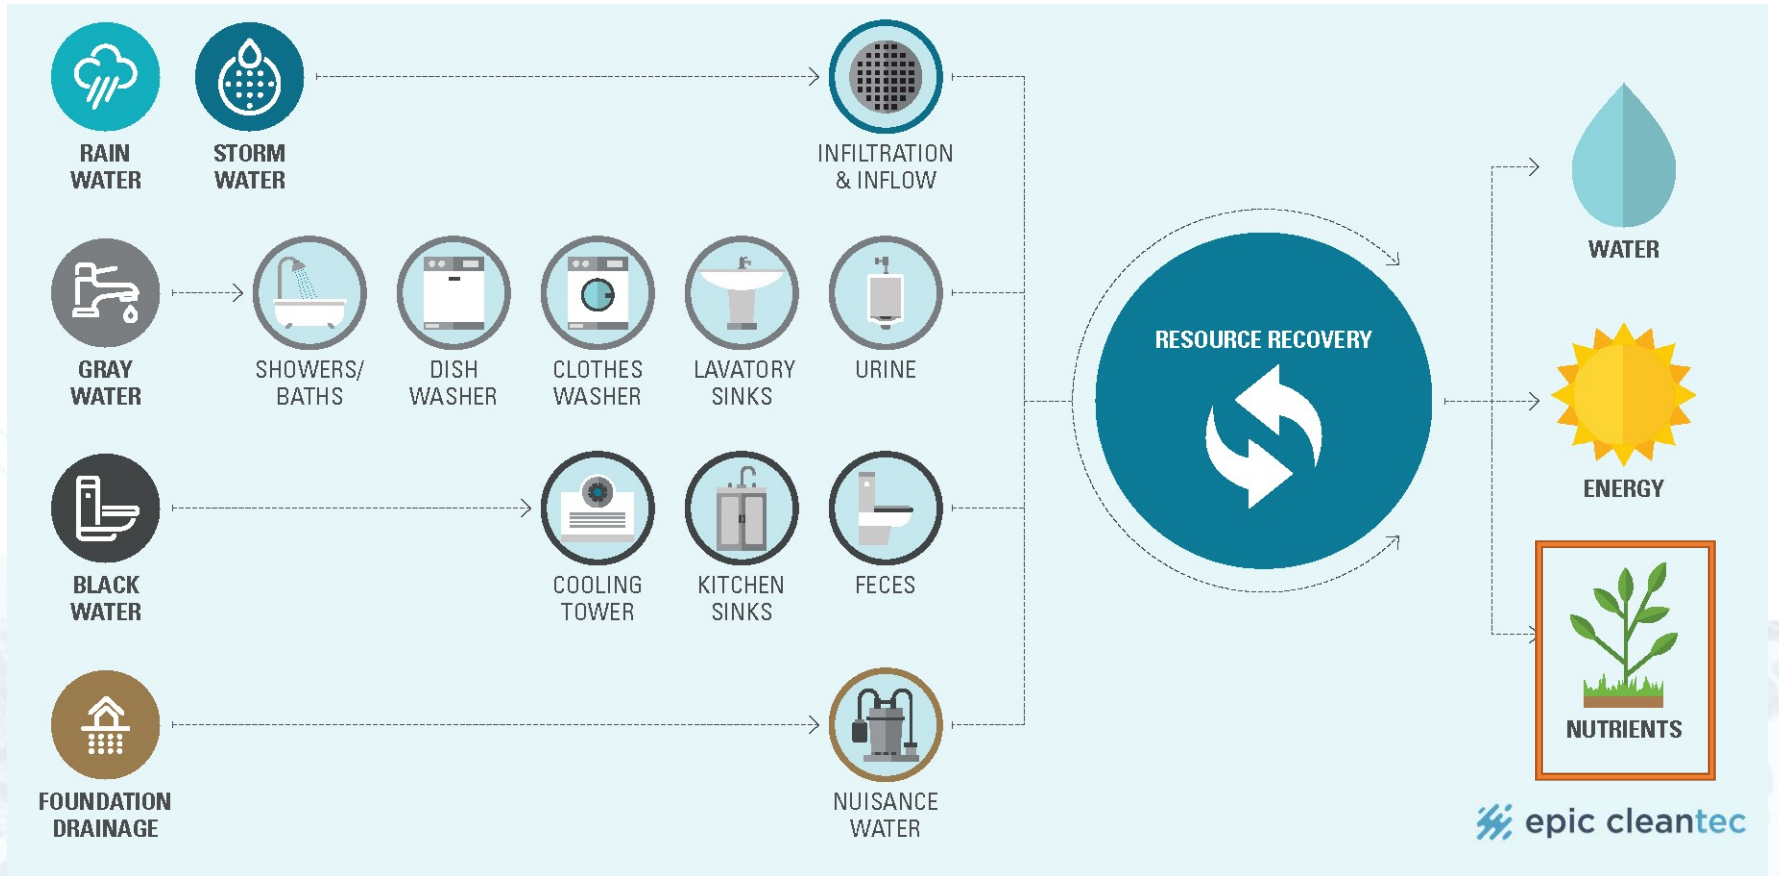 RAIN
WATER
STORM
WATER
INFILTRATION
& INFLOW
GRAY
WATER
SHOWERS/
BATHS
DISH
WASHER
CLOTHES
WASHER
LAVATORY
SINKS
URINE
BLACK
WATER
COOLING
TOWER
KITCHEN
SINKS
FECES
FOUNDATION
DRAINAGE
NUISANCE
WATER
RESOURCE RECOVERY
WATER
ENERGY
NUTRIENTS
epic cleantec